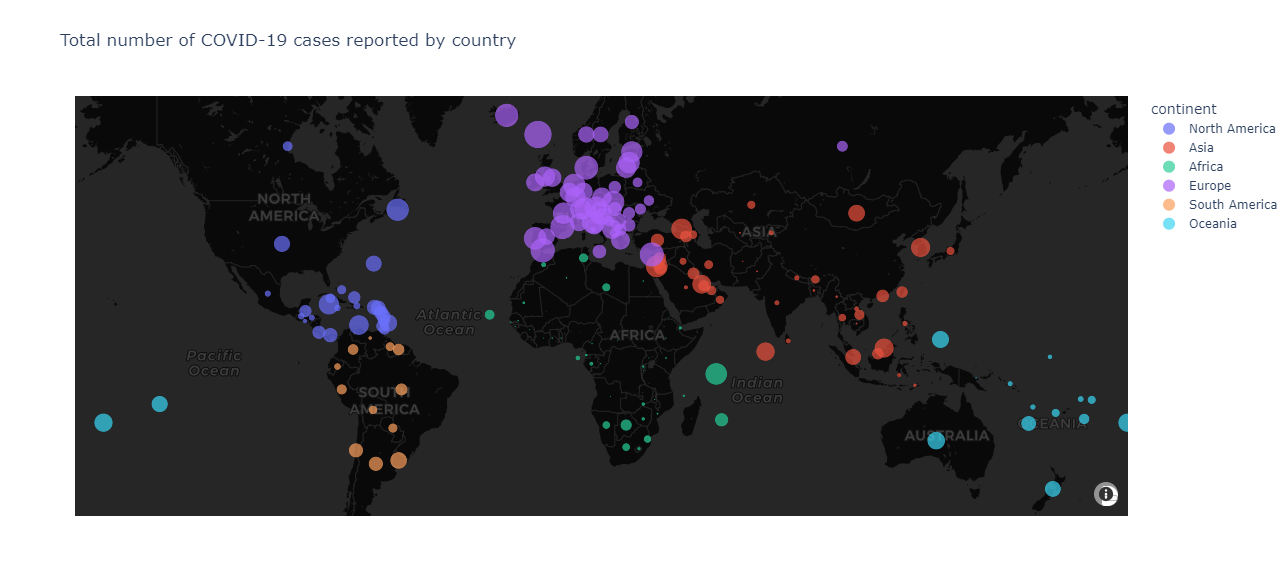 Total number of COVID-19 cases reported by country
continent
North America
Asia
Africa
Europe
South America
Oceania
NORTH
AMERICA
ASIA
Atlantic
Ocean
AFRICA
Pacific
Ocean
Indian
Ocean
SOUTH
AMERICA
OCEANIA
AUSTRALIA